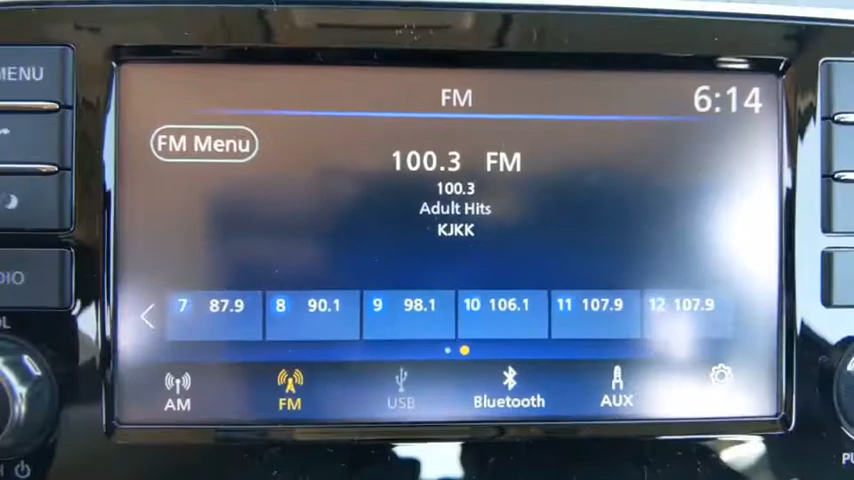 MENU
FM
6:14
FM Menu
100.3 FM
100.3
Adult Hits
KJKK
7 87.9
8 90.1
9 98.1
10 106.1
11 107.9
12 107.9
AM
FM
USB
Bluetooth
AUX